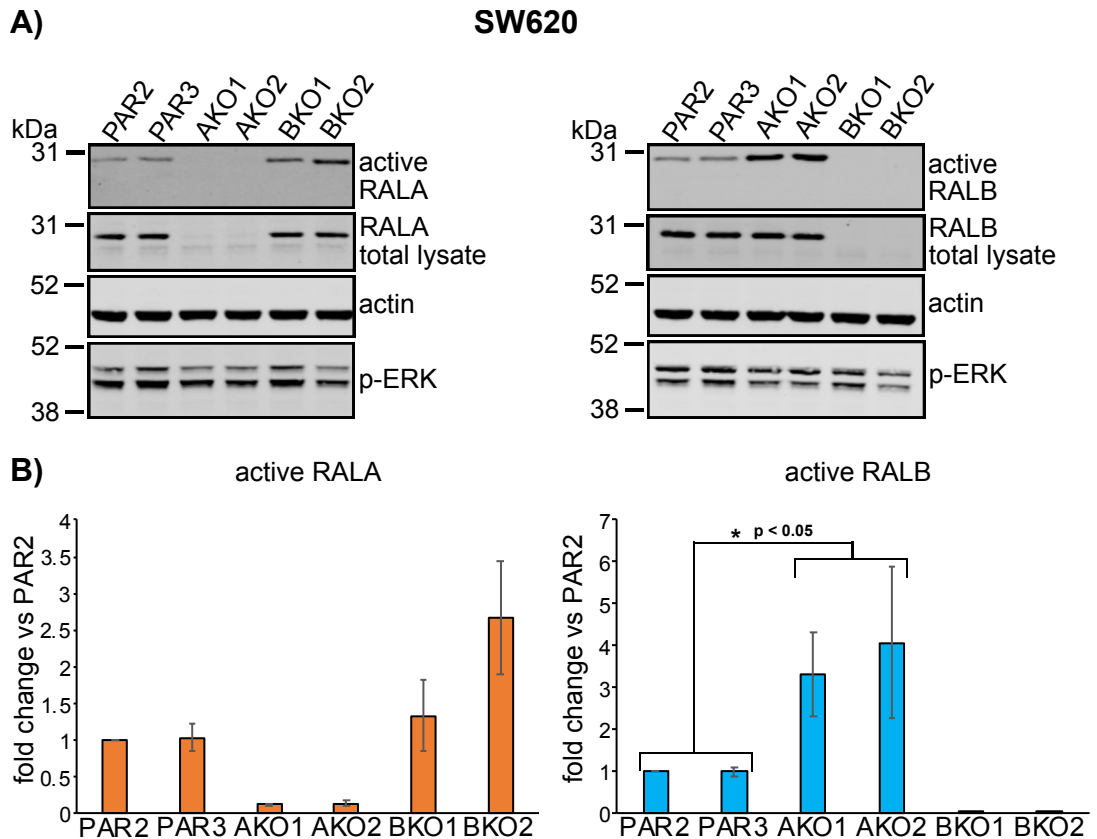 A)
SW620
PAR2 PAR3 AKO1 AKO2 BKO1 BKO2
kDa
31
active
RALA
31
RALA
total lysate
52
actin
52
p-ERK
38
PAR2 PAR3 AKO1 AKO2 BKO1 BKO2
kDa
31
active
RALB
31
RALB
total lysate
52
actin
52
p-ERK
38
B)
active RALA
fold change vs PAR2
4
3.5
3
2.5
2
1.5
1
0.5
0
PAR2 PAR3 AKO1 AKO2 BKO1 BKO2
active RALB
fold change vs PAR2
7
6
5
4
3
2
1
0
* p < 0.05
PAR2 PAR3 AKO1 AKO2 BKO1 BKO2